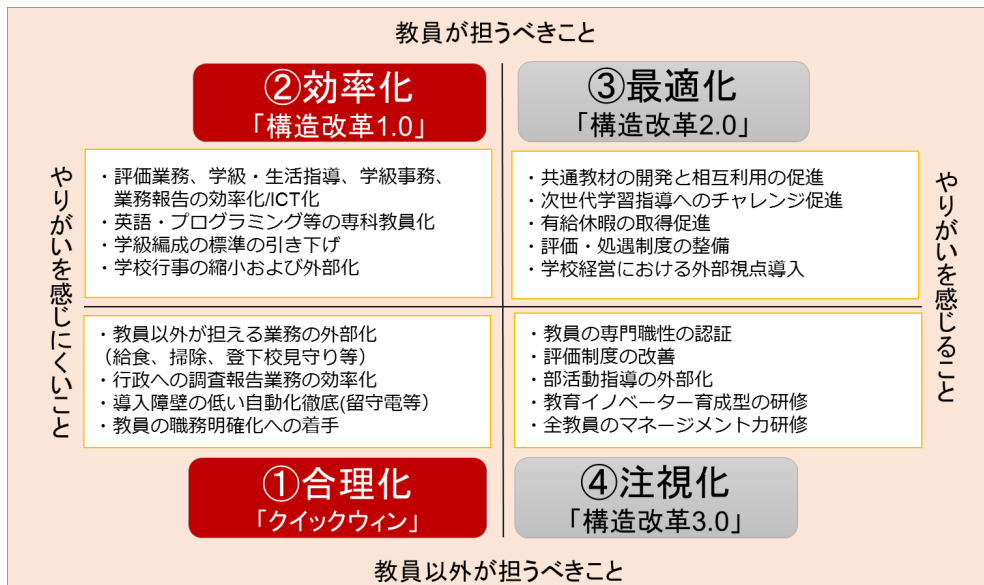 教員が担うべきこと
②効率化
「構造改革1.0」
③最適化
「構造改革2.0」
やりがいを感じにくいこと
・評価業務、学級・生活指導、学級事務、
業務報告の効率化/ICT化
・英語・プログラミング等の専科教員化
・学級編成の標準の引き下げ
・学校行事の縮小および外部化
・共通教材の開発と相互利用の促進
・次世代学習指導へのチャレンジ促進
・有給休暇の取得促進
・評価・処遇制度の整備
・学校経営における外部視点導入
やりがいを感じること
・教員以外が担える業務の外部化
（給食、掃除、登下校見守り等）
・行政への調査報告業務の効率化
・導入障壁の低い自動化徹底(留守電等）
・教員の職務明確化への着手
・教員の専門職性の認証
・評価制度の改善
・部活動指導の外部化
・教育イノベーター育成型の研修
・全教員のマネージメント力研修
①合理化
「クイックウィン」
④注視化
「構造改革3.0」
教員以外が担うべきこと